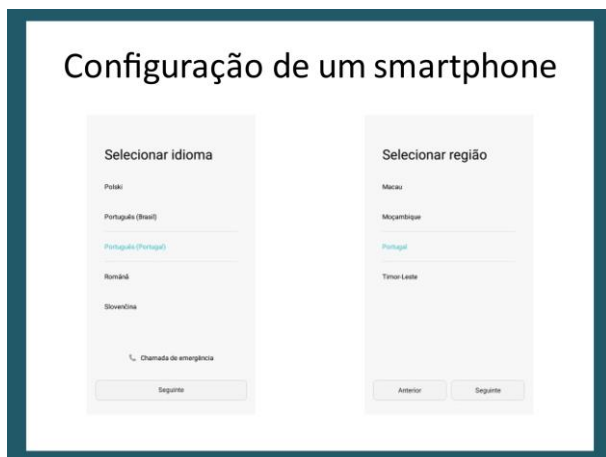 Configuração de um smartphone
Selecionar idioma
Polski
Português (Brasil)
Português (Portugal)
Română
Slovenčina
Chamada de emergência
Seguinte
Selecionar região
Macau
Moçambique
Portugal
Timor-Leste
Anterior
Seguinte